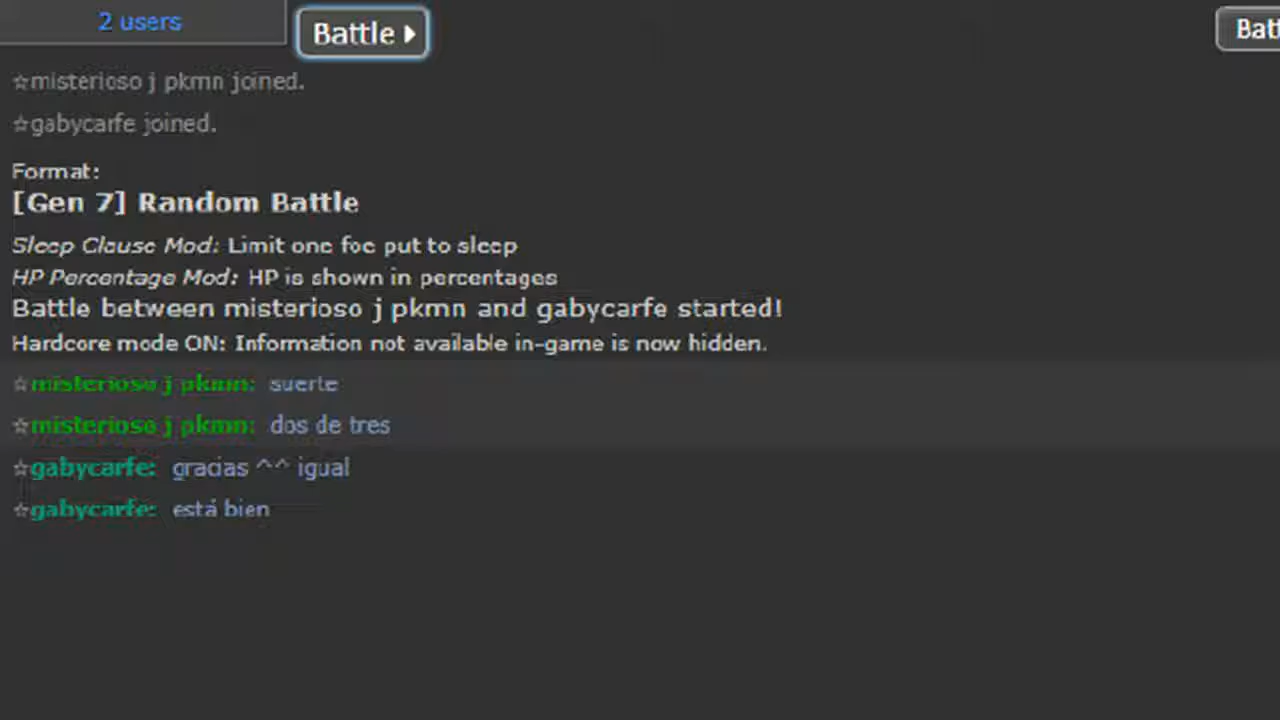 2 users
Battle
Batt
☆misterioso j pkmn joined.
☆gabycarfe joined.
Format:
[Gen 7] Random Battle
Sleep Clause Mod: Limit one foe put to sleep
HP Percentage Mod: HP is shown in percentages
Battle between misterioso j pkmn and gabycarfe started!
Hardcore mode ON: Information not available in-game is now hidden.
☆misterioso j pkmn: suerte
☆misterioso j pkmn: dos de tres
☆gabycarfe: gracias ^^ igual
☆gabycarfe: está bien